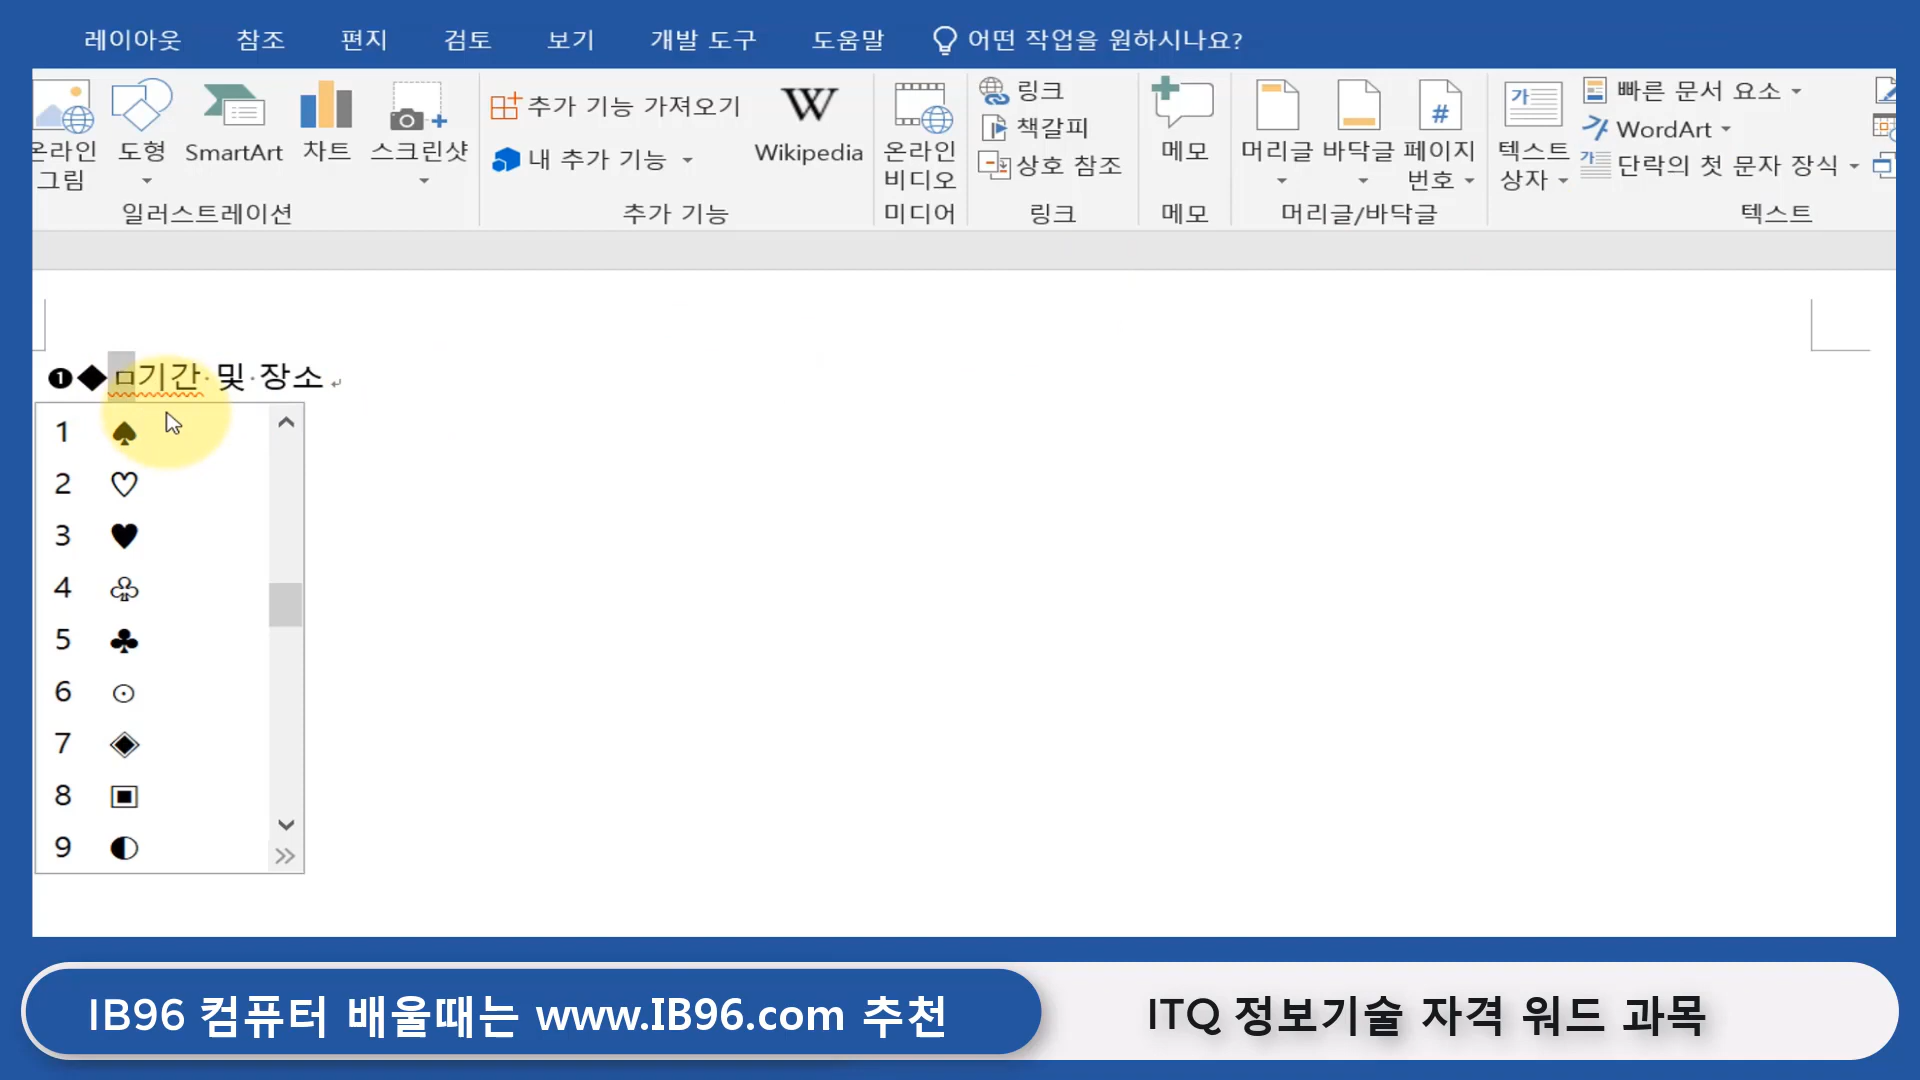 레이아웃 참조 편지 검토 보기 개발 도구 도움말 어떤 작업을 원하시나요?
온라인 그림
도형
SmartArt
차트
스크린샷
일러스트레이션
추가 기능 가져오기
내 추가 기능
Wikipedia
추가 기능
온라인 비디오
미디어
링크
책갈피
상호 참조
링크
메모
메모
머리글
바닥글
페이지 번호
머리글/바닥글
텍스트 상자
빠른 문서 요소
WordArt
단락의 첫 문자 장식
텍스트
❶◆ㅁ기간 및 장소
1 ♠
2 ♡
3 ♥
4 ♧
5 ♣
6 ⊙
7 ◈
8 ▣
9 ◐
IB96 컴퓨터 배울때는 www.IB96.com 추천
ITQ 정보기술 자격 워드 과목